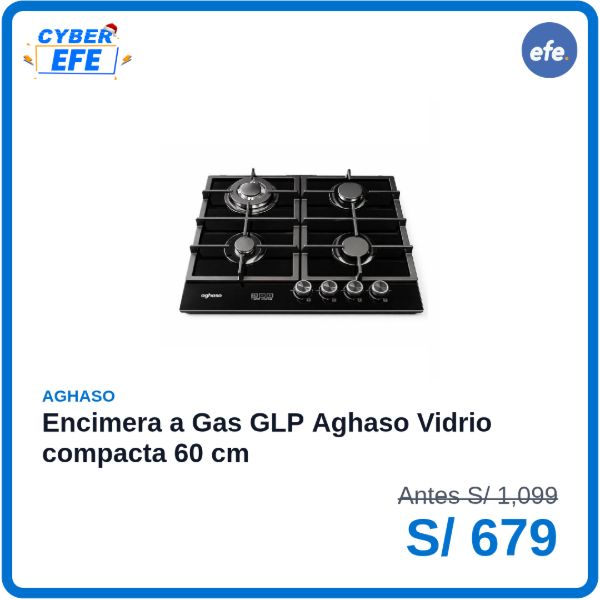 CYBER
EFE
efe.
aghaso
AGHASO
Encimera a Gas GLP Aghaso Vidrio
compacta 60 cm
Antes S/ 1,099
S/ 679